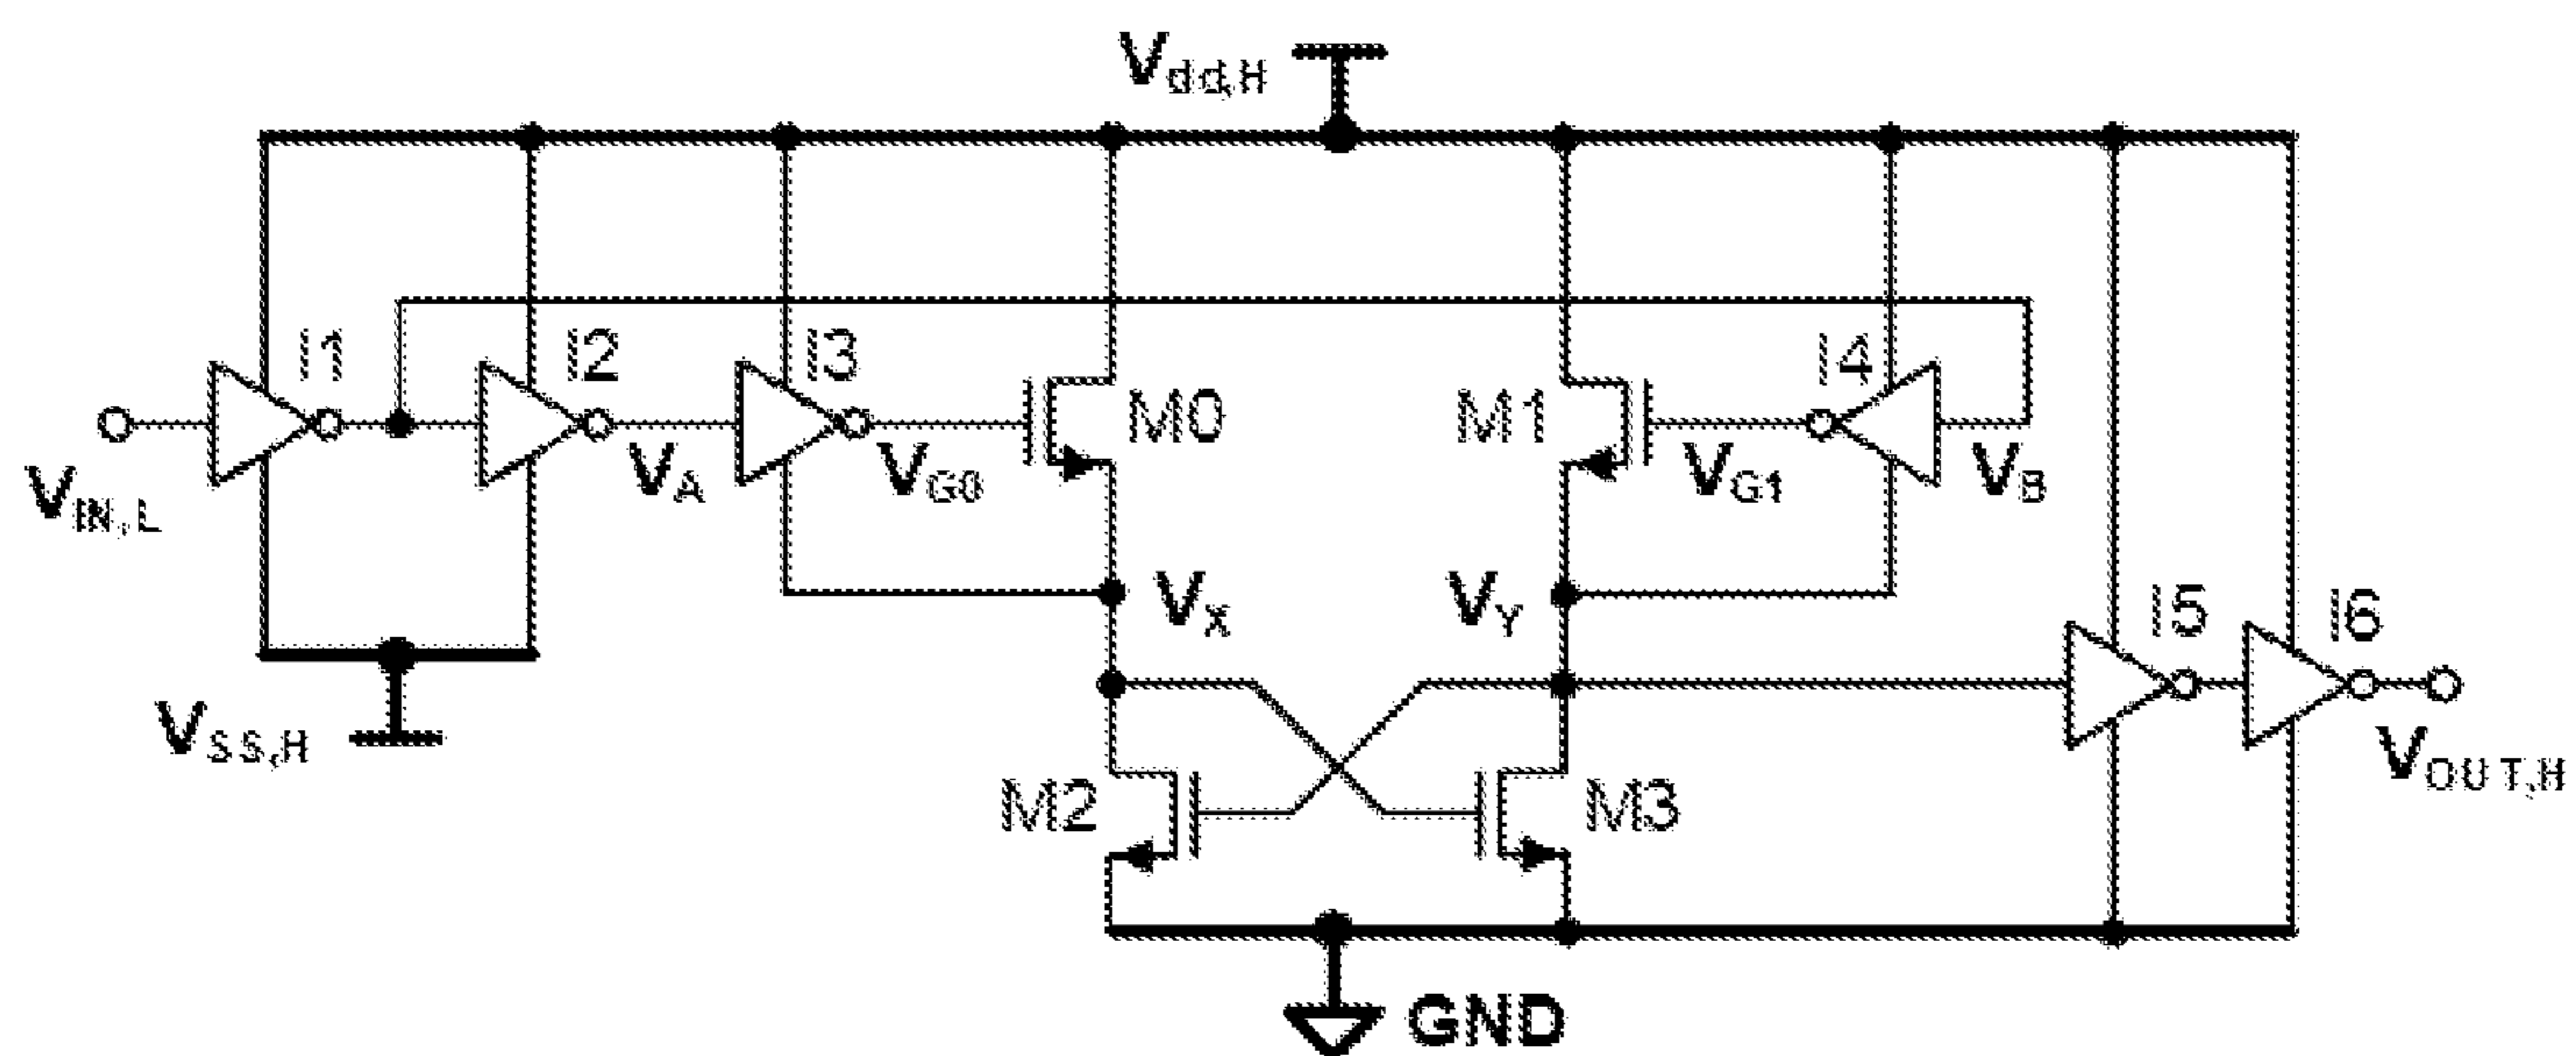 Vdd,H
I1
I2
I3
M0
M1
I4
VIN,L
VA
VG0
VG1
VB
VX
VY
I5
I6
VSS,H
M2
M3
VOUT,H
GND